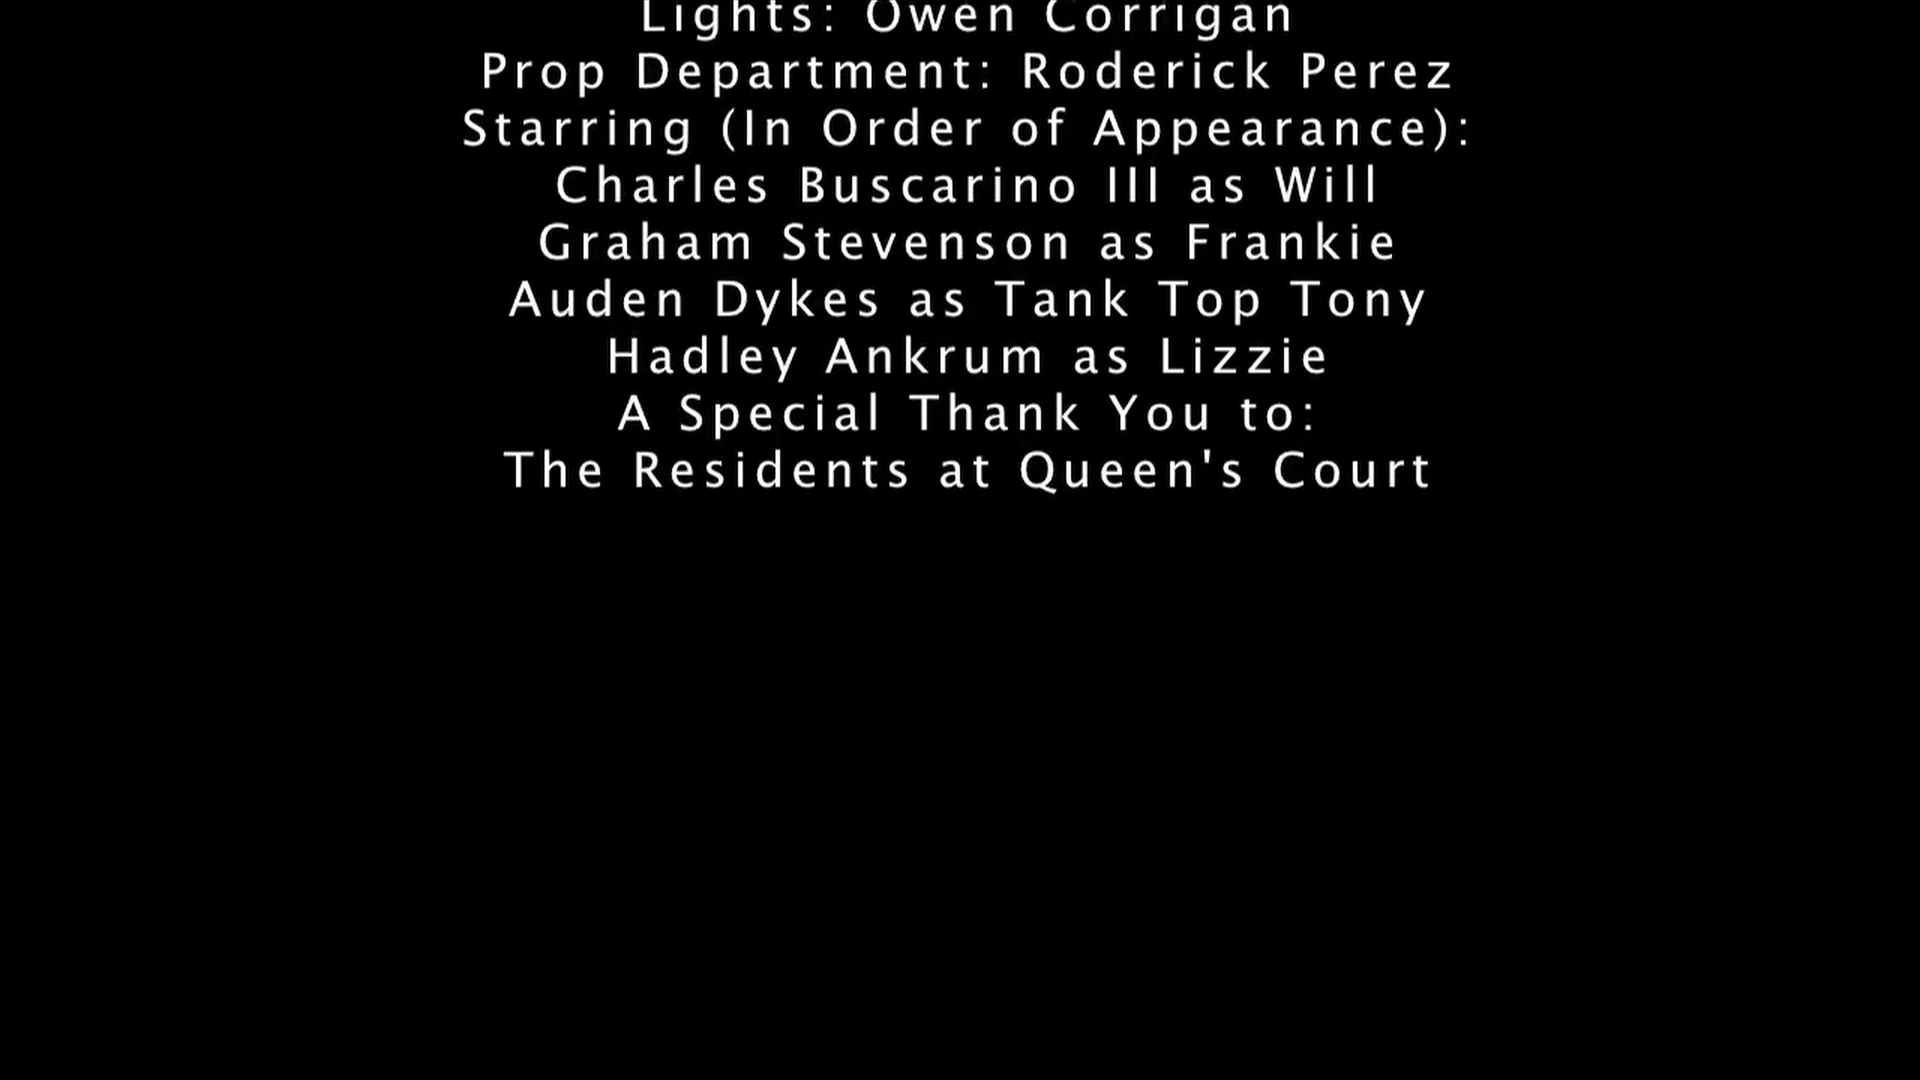 Lights: Owen Corrigan
Prop Department: Roderick Perez
Starring (In Order of Appearance):
Charles Buscarino III as Will
Graham Stevenson as Frankie
Auden Dykes as Tank Top Tony
Hadley Ankrum as Lizzie
A Special Thank You to:
The Residents at Queen's Court